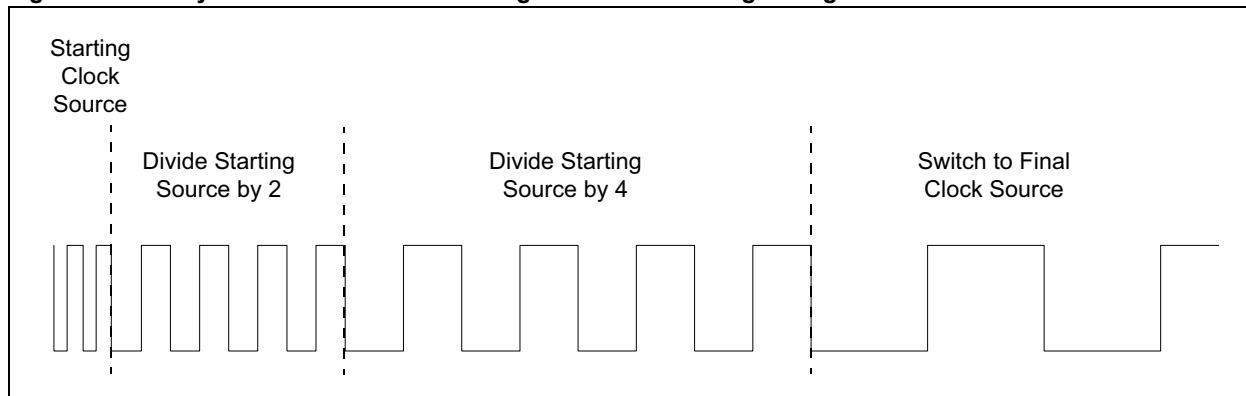 Starting
Clock
Source
Divide Starting
Source by 2
Divide Starting
Source by 4
Switch to Final
Clock Source